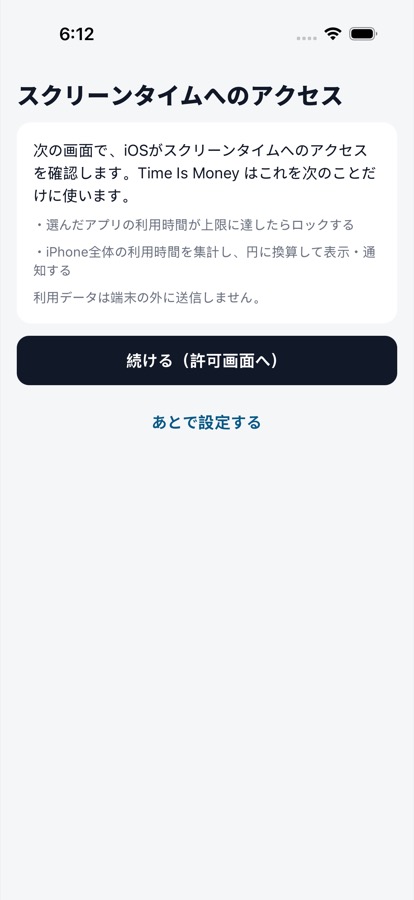 6:12
スクリーンタイムへのアクセス
次の画面で、iOSがスクリーンタイムへのアクセス
を確認します。Time Is Money はこれを次のことだ
けに使います。
・選んだアプリの利用時間が上限に達したらロックする
・iPhone全体の利用時間を集計し、円に換算して表示・通
知する
利用データは端末の外に送信しません。
続ける（許可画面へ）
あとで設定する